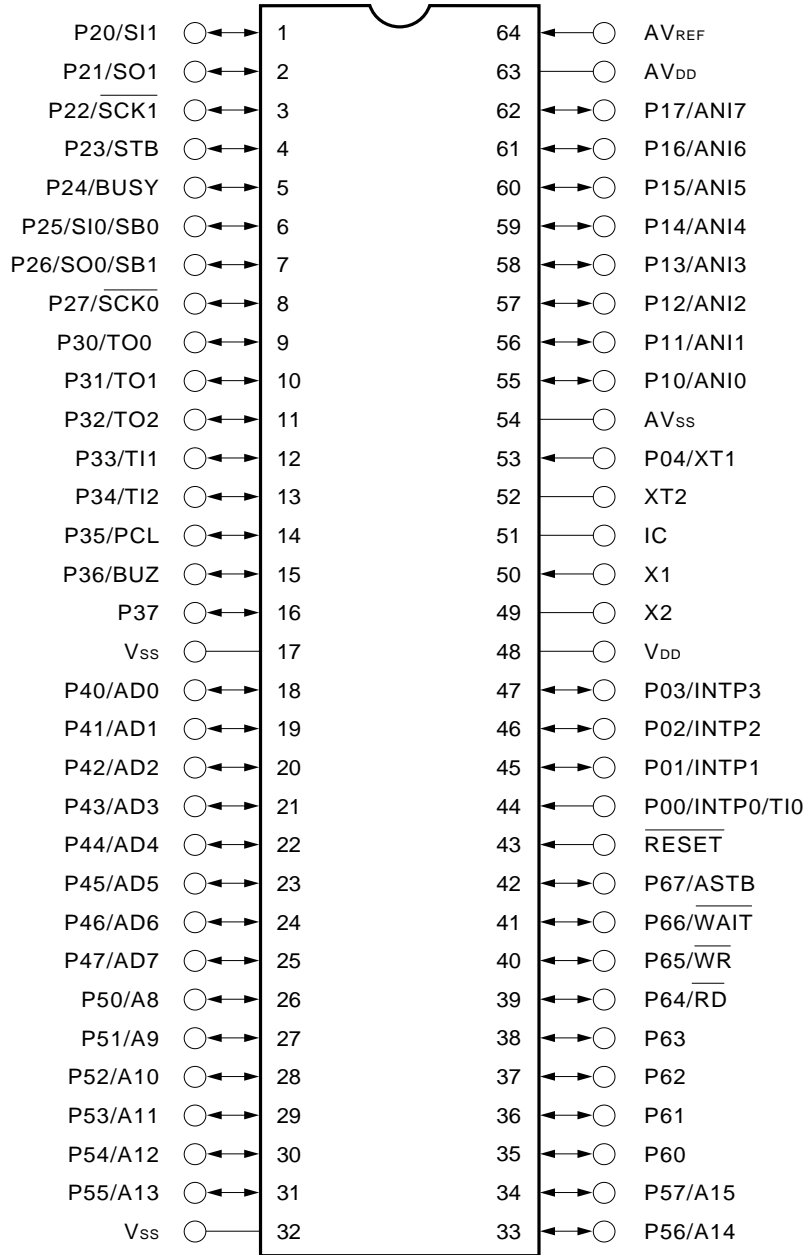 P20/SI1 1 64 AVREF
P21/SO1 2 63 AVDD
P22/SCK1 3 62 P17/ANI7
P23/STB 4 61 P16/ANI6
P24/BUSY 5 60 P15/ANI5
P25/SI0/SB0 6 59 P14/ANI4
P26/SO0/SB1 7 58 P13/ANI3
P27/SCK0 8 57 P12/ANI2
P30/TO0 9 56 P11/ANI1
P31/TO1 10 55 P10/ANI0
P32/TO2 11 54 AVss
P33/TI1 12 53 P04/XT1
P34/TI2 13 52 XT2
P35/PCL 14 51 IC
P36/BUZ 15 50 X1
P37 16 49 X2
Vss 17 48 VDD
P40/AD0 18 47 P03/INTP3
P41/AD1 19 46 P02/INTP2
P42/AD2 20 45 P01/INTP1
P43/AD3 21 44 P00/INTP0/TI0
P44/AD4 22 43 RESET
P45/AD5 23 42 P67/ASTB
P46/AD6 24 41 P66/WAIT
P47/AD7 25 40 P65/WR
P50/A8 26 39 P64/RD
P51/A9 27 38 P63
P52/A10 28 37 P62
P53/A11 29 36 P61
P54/A12 30 35 P60
P55/A13 31 34 P57/A15
Vss 32 33 P56/A14